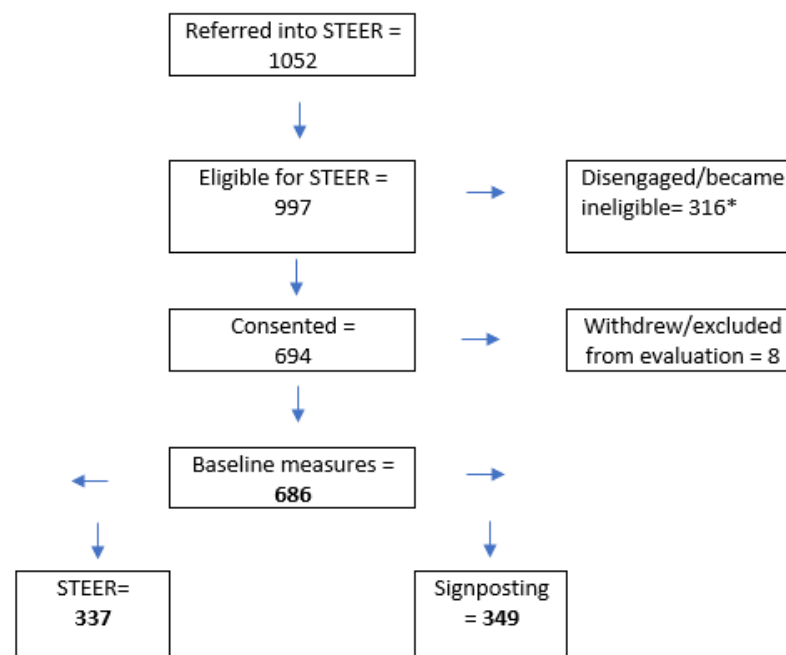 Referred into STEER =
1052
Eligible for STEER =
997
Disengaged/became
ineligible= 316*
Consented =
694
Withdrew/excluded
from evaluation = 8
Baseline measures =
686
STEER=
337
Signposting
= 349